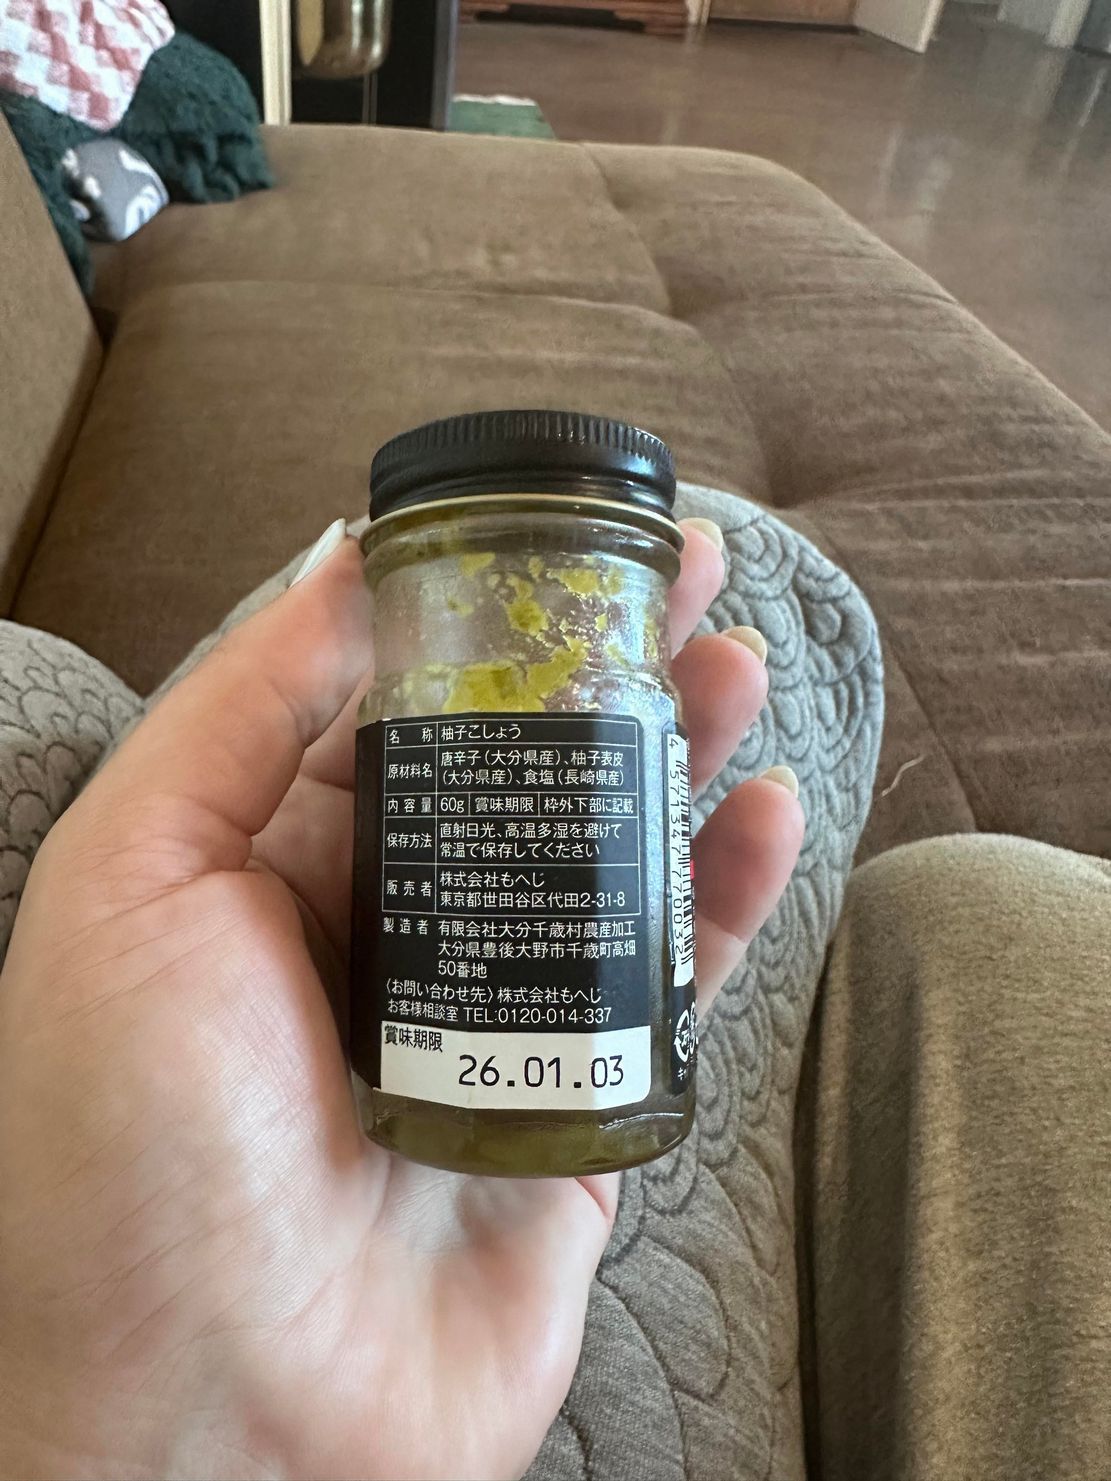 名称 柚子こしょう
原材料名 唐辛子(大分県産)、柚子表皮
(大分県産)、食塩(長崎県産)
内容量 60g 賞味期限 枠外下部に記載
保存方法 直射日光、高温多湿を避けて
常温で保存してください
販売者 株式会社もへじ
東京都世田谷区代田2-31-8
製造者 有限会社大分千歳村農産加工
大分県豊後大野市千歳町高畑
50番地
〈お問い合わせ先〉株式会社もへじ
お客様相談室 TEL:0120-014-337
賞味期限
26.01.03
4 571347 770032